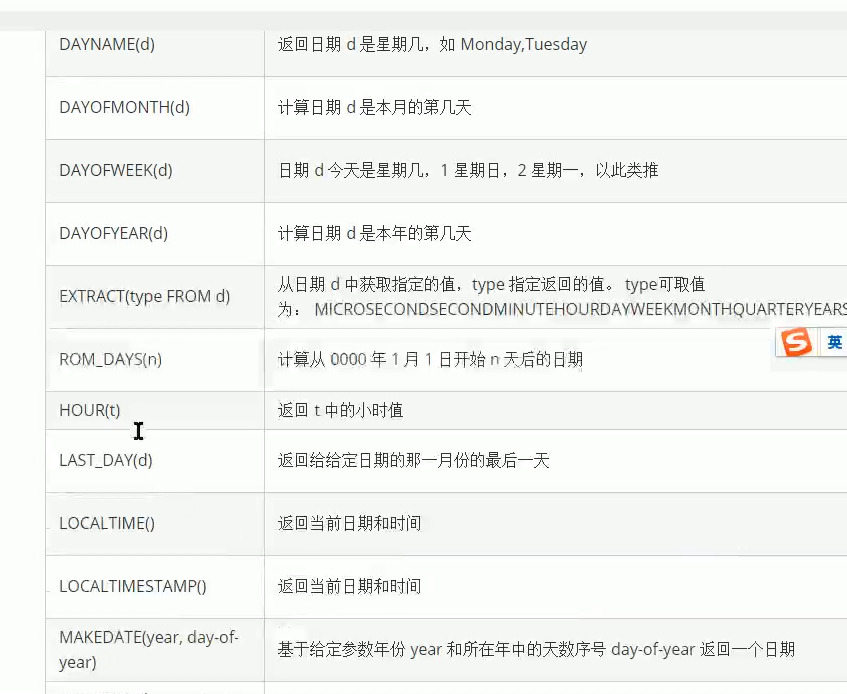 DAYNAME(d) 返回日期 d 是星期几，如 Monday,Tuesday
DAYOFMONTH(d) 计算日期 d 是本月的第几天
DAYOFWEEK(d) 日期 d 今天是星期几，1 星期日，2 星期一，以此类推
DAYOFYEAR(d) 计算日期 d 是本年的第几天
EXTRACT(type FROM d) 从日期 d 中获取指定的值，type 指定返回的值。 type可取值
为： MICROSECONDSECONDMINUTEHOURDAYWEEKMONTHQUARTERYEARS
ROM_DAYS(n) 计算从 0000 年 1 月 1 日开始 n 天后的日期
英
HOUR(t) 返回 t 中的小时值
LAST_DAY(d) 返回给给定日期的那一月份的最后一天
LOCALTIME() 返回当前日期和时间
LOCALTIMESTAMP() 返回当前日期和时间
MAKEDATE(year, day-of-
year) 基于给定参数年份 year 和所在年中的天数序号 day-of-year 返回一个日期